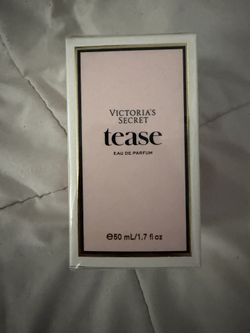 VICTORIA'S
SECRET
tease
EAU DE PARFUM
℮50 mL/1.7 fl oz